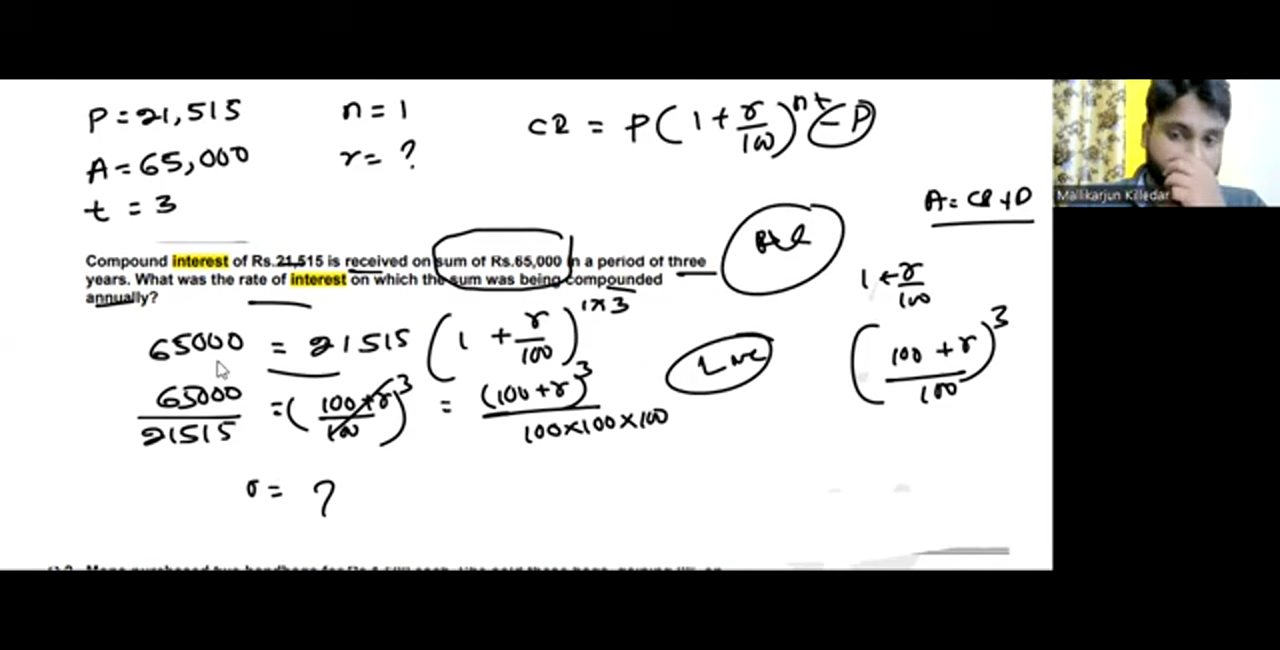 P = 21,515
n = 1
A = 65,000
r = ?
t = 3
CI = P(1 + r/100)^nt - P
Mallikarjun Killedar
Compound interest of Rs.21,515 is received on sum of Rs.65,000 in a period of three
years. What was the rate of interest on which the sum was being compounded
annually?
1 + r/100
65000 = 21515 (1 + r/100)^1×3
(100 + r / 100)^3
65000/21515 = (100+r/100)^3 = (100+r)^3 / 100×100×100
r = ?